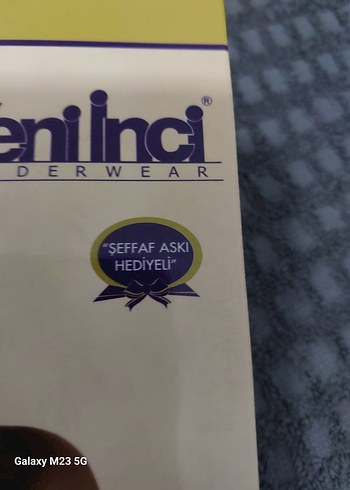 eni İnci®
DERWEAR
"ŞEFFAF ASKI
HEDİYELİ"
Galaxy M23 5G